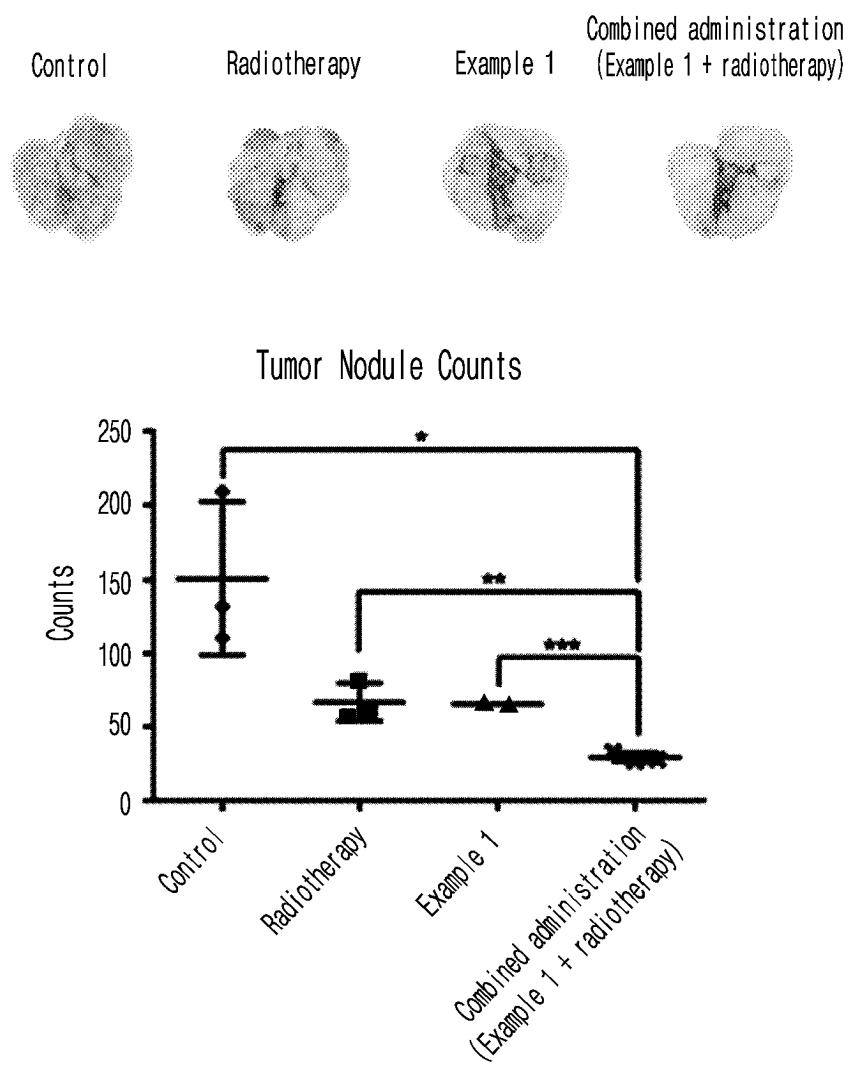 Control
Radiotherapy
Example 1
Combined administration
(Example 1 + radiotherapy)
Tumor Nodule Counts
Counts
250
200
150
100
50
0
*
**
***
Control
Radiotherapy
Example 1
Combined administration
(Example 1 + radiotherapy)